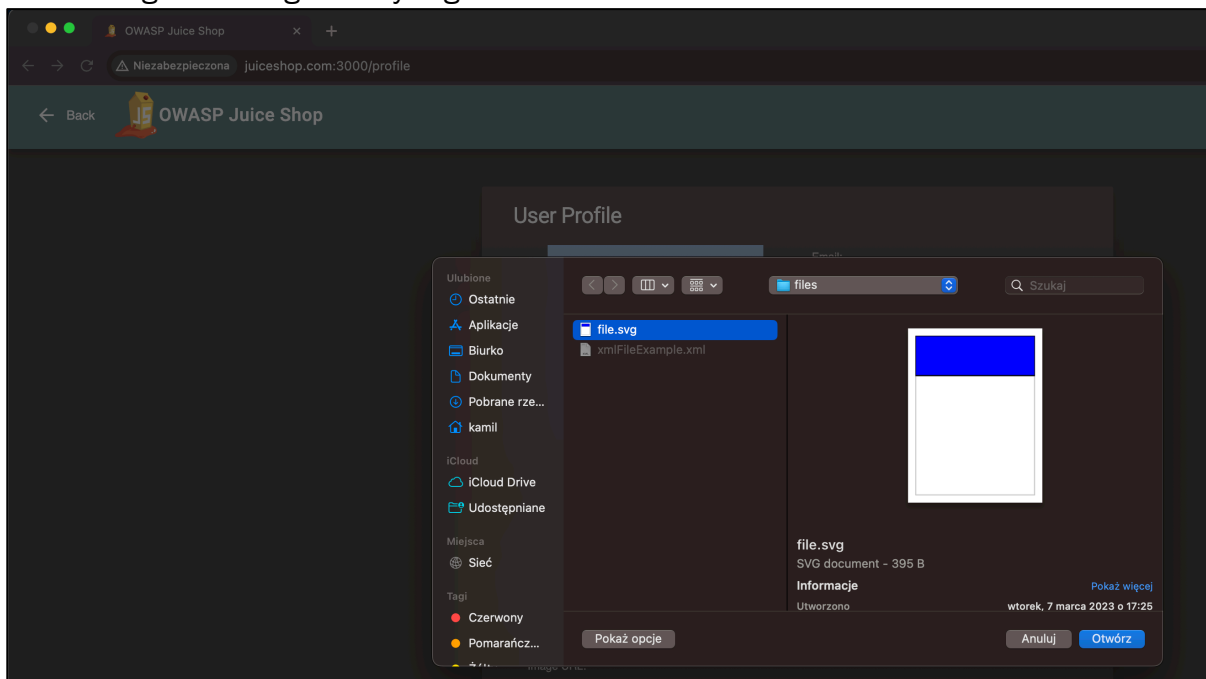 OWASP Juice Shop
Niezabezpieczona juiceshop.com:3000/profile
Back OWASP Juice Shop
User Profile
Email:
Ulubione
Ostatnie
Aplikacje
Biurko
Dokumenty
Pobrane rze...
kamil
iCloud
iCloud Drive
Udostępniane
Miejsca
Sieć
Tagi
Czerwony
Pomarańcz...
files
Szukaj
file.svg
xmlFileExample.xml
file.svg
SVG document - 395 B
Informacje Pokaż więcej
Utworzono wtorek, 7 marca 2023 o 17:25
Pokaż opcje Anuluj Otwórz